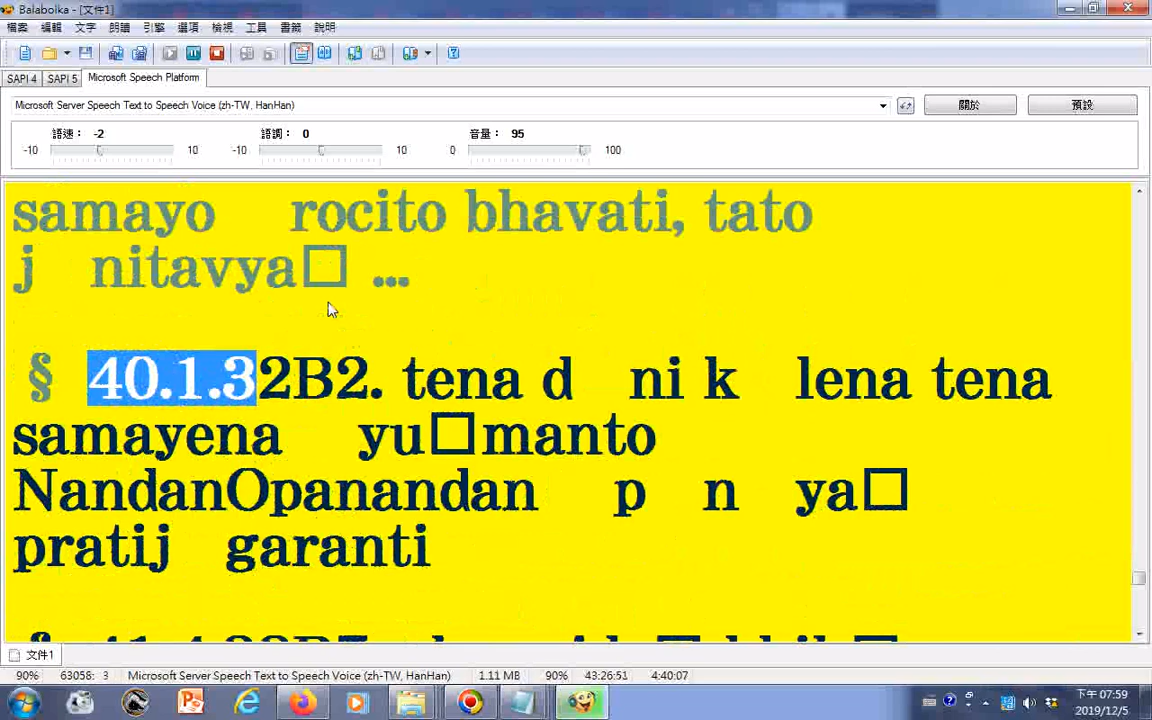 Balabolka - [文件1]
檔案 編輯 文字 朗讀 引擎 選項 檢視 工具 書籤 說明
SAPI 4 SAPI 5 Microsoft Speech Platform
Microsoft Server Speech Text to Speech Voice (zh-TW, HanHan) 關於 預設
語速： -2 語調： 0 音量： 95
-10 10 -10 10 0 100
samayo rocito bhavati, tato
j nitavya□ ...
§ 40.1.32B2. tena d ni k lena tena
samayena yu□manto
NandanOpanandan p n ya□
pratij garanti
文件1
90% 63058: 3 Microsoft Server Speech Text to Speech Voice (zh-TW, HanHan) 1.11 MB 90% 43:26:51 4:40:07
下午 07:59
2019/12/5